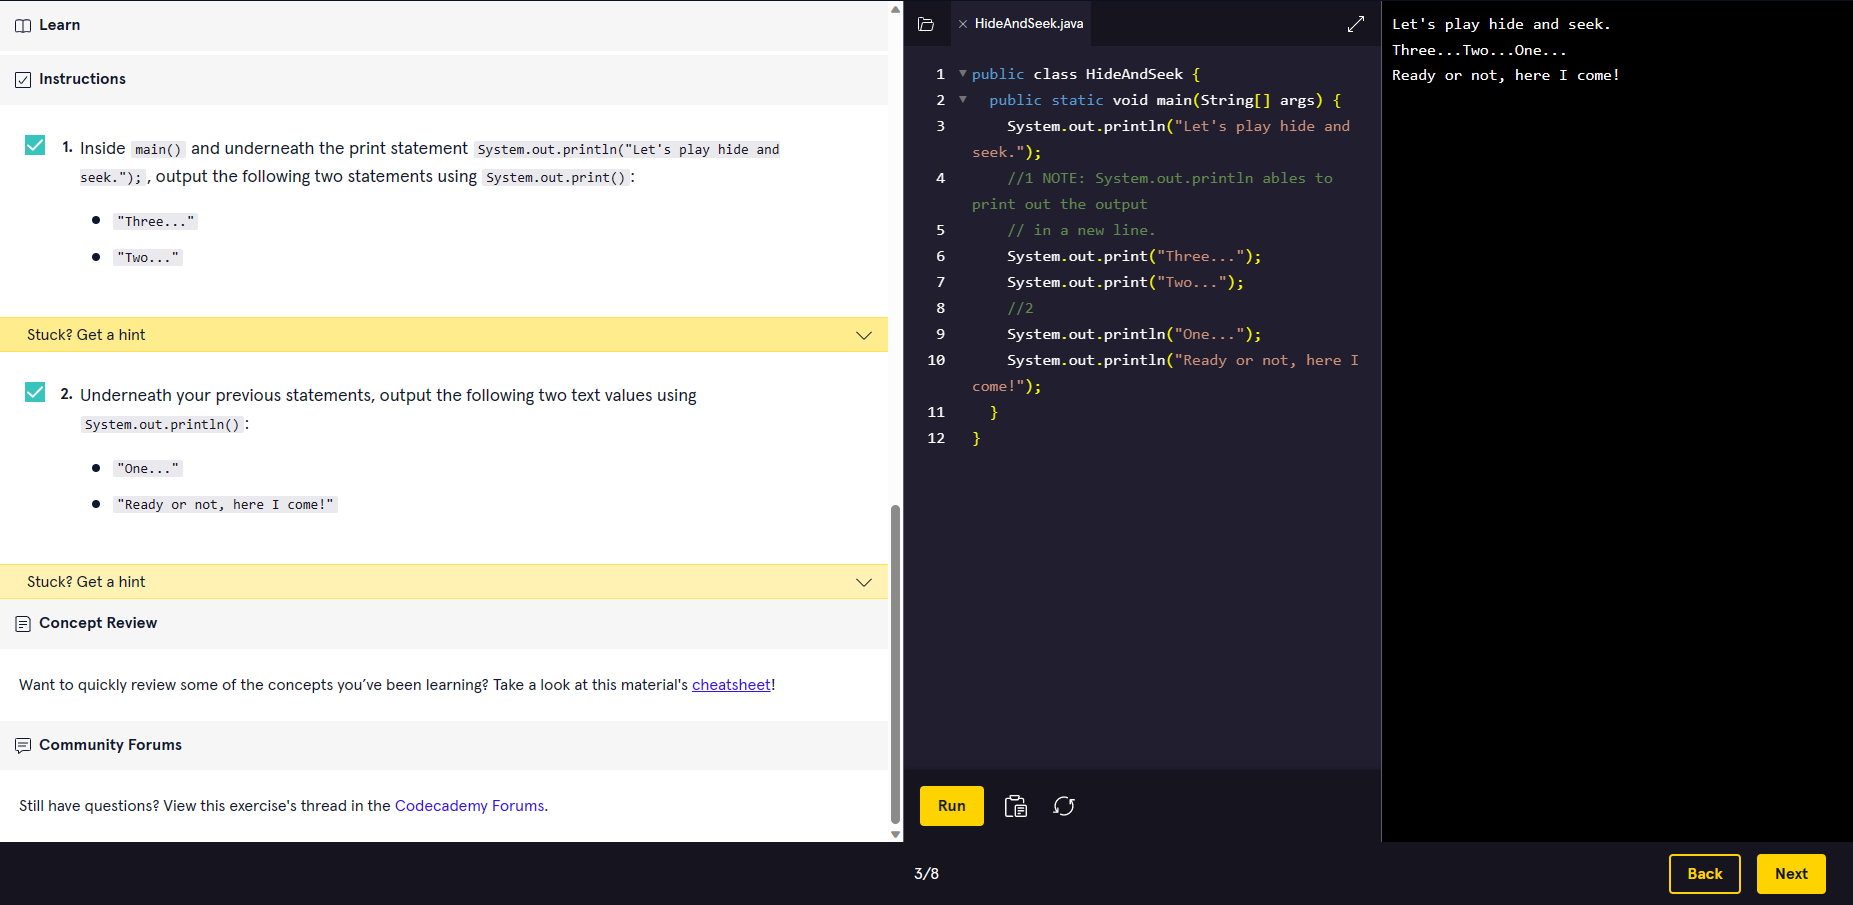 Learn
Instructions
1. Inside main() and underneath the print statement System.out.println("Let's play hide and
seek."); , output the following two statements using System.out.print() :
"Three..."
"Two..."
Stuck? Get a hint
2. Underneath your previous statements, output the following two text values using
System.out.println() :
"One..."
"Ready or not, here I come!"
Stuck? Get a hint
Concept Review
Want to quickly review some of the concepts you've been learning? Take a look at this material's cheatsheet!
Community Forums
Still have questions? View this exercise's thread in the Codecademy Forums.
HideAndSeek.java
1 public class HideAndSeek {
2 public static void main(String[] args) {
3 System.out.println("Let's play hide and
seek.");
4 //1 NOTE: System.out.println ables to
print out the output
5 // in a new line.
6 System.out.print("Three...");
7 System.out.print("Two...");
8 //2
9 System.out.println("One...");
10 System.out.println("Ready or not, here I
come!");
11 }
12 }
Run
Let's play hide and seek.
Three...Two...One...
Ready or not, here I come!
3/8
Back
Next